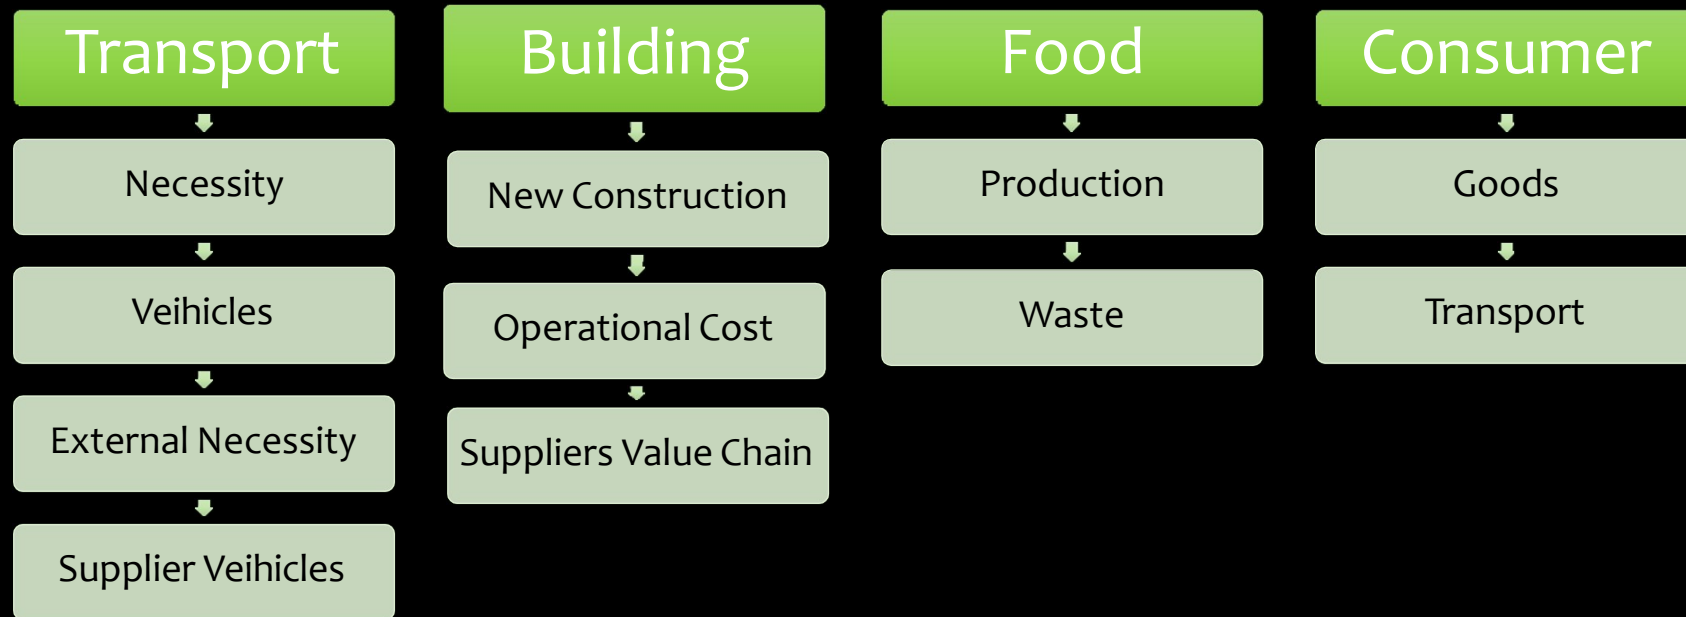 Transport
Necessity
Veihicles
External Necessity
Supplier Veihicles
Building
New Construction
Operational Cost
Suppliers Value Chain
Food
Production
Waste
Consumer
Goods
Transport